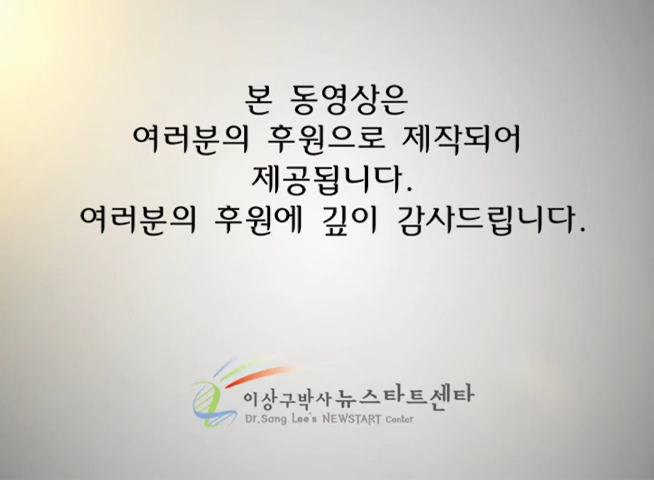 본 동영상은
여러분의 후원으로 제작되어
제공됩니다.
여러분의 후원에 깊이 감사드립니다.
이상구박사 뉴스타트센타
Dr.Sang Lee's NEWSTART Center